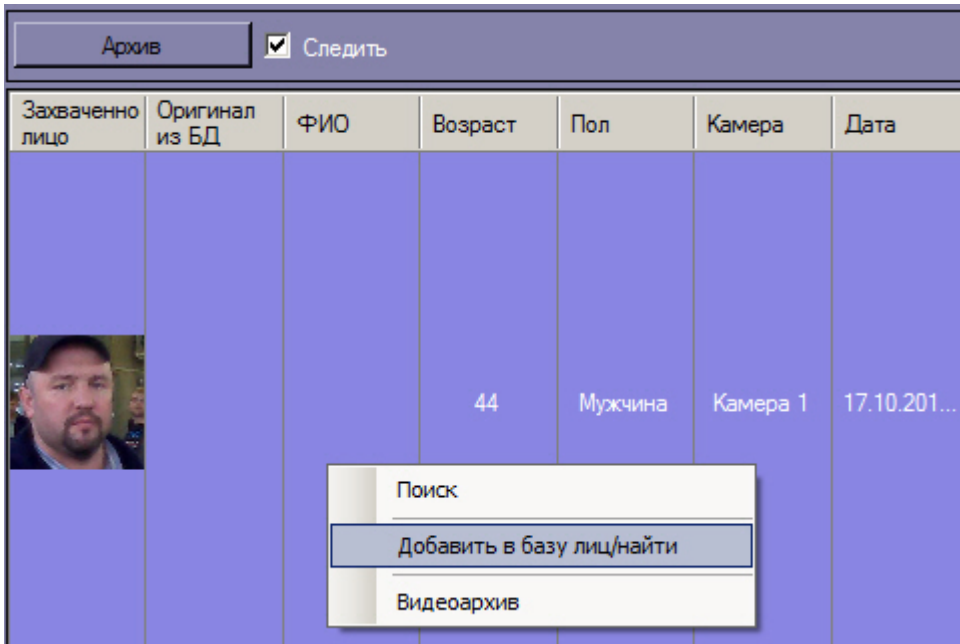 Архив
Следить
Захваченно
лицо
Оригинал
из БД
ФИО
Возраст
Пол
Камера
Дата
44
Мужчина
Камера 1
17.10.201...
Поиск
Добавить в базу лиц/найти
Видеоархив